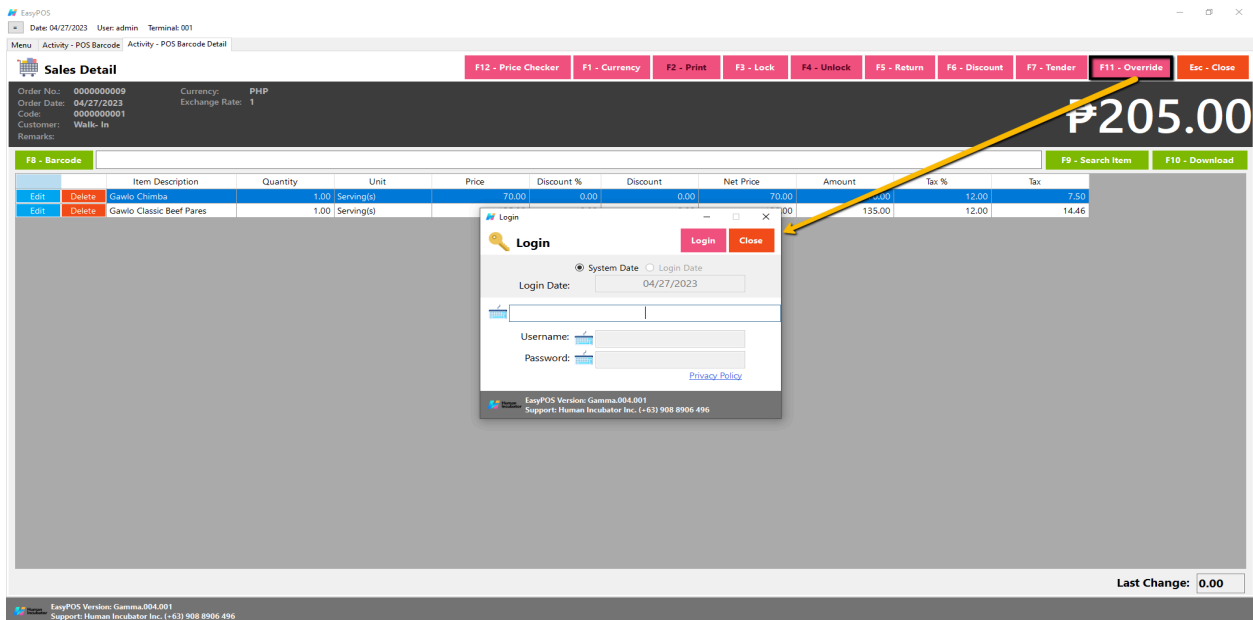 EasyPOS
Date: 04/27/2023 User: admin Terminal: 001
Menu Activity - POS Barcode Activity - POS Barcode Detail
Sales Detail F12 - Price Checker F1 - Currency F2 - Print F3 - Lock F4 - Unlock F5 - Return F6 - Discount F7 - Tender F11 - Override Esc - Close
Order No.: 0000000009 Currency: PHP
Order Date: 04/27/2023 Exchange Rate: 1
Code: 0000000001
Customer: Walk- In
Remarks:
₱205.00
F8 - Barcode F9 - Search Item F10 - Download
Item Description Quantity Unit Price Discount % Discount Net Price Amount Tax % Tax
Edit Delete Gawlo Chimba 1.00 Serving(s) 70.00 0.00 0.00 70.00 12.00 7.50
Edit Delete Gawlo Classic Beef Pares 1.00 Serving(s) 135.00 12.00 14.46
Login
Login Login Close
System Date Login Date
Login Date: 04/27/2023
Username:
Password:
Privacy Policy
Human Incubator
EasyPOS Version: Gamma.004.001
Support: Human Incubator Inc. (+63) 908 8906 496
Last Change: 0.00
Human Incubator
EasyPOS Version: Gamma.004.001
Support: Human Incubator Inc. (+63) 908 8906 496